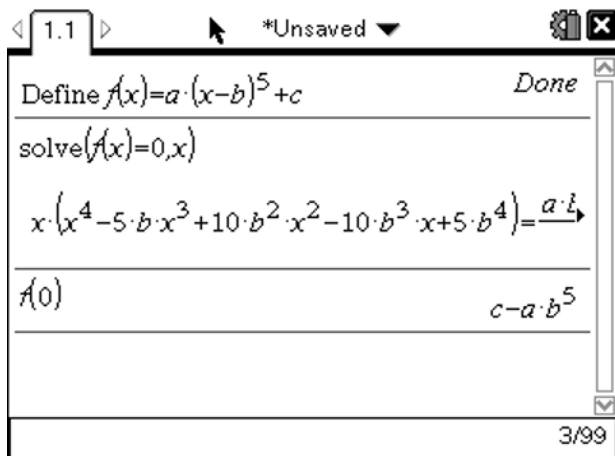 1.1 *Unsaved
Define f(x)=a·(x-b)^5+c Done
solve(f(x)=0,x)
x·(x^4-5·b·x^3+10·b^2·x^2-10·b^3·x+5·b^4)=a·
f(0) c-a·b^5
3/99